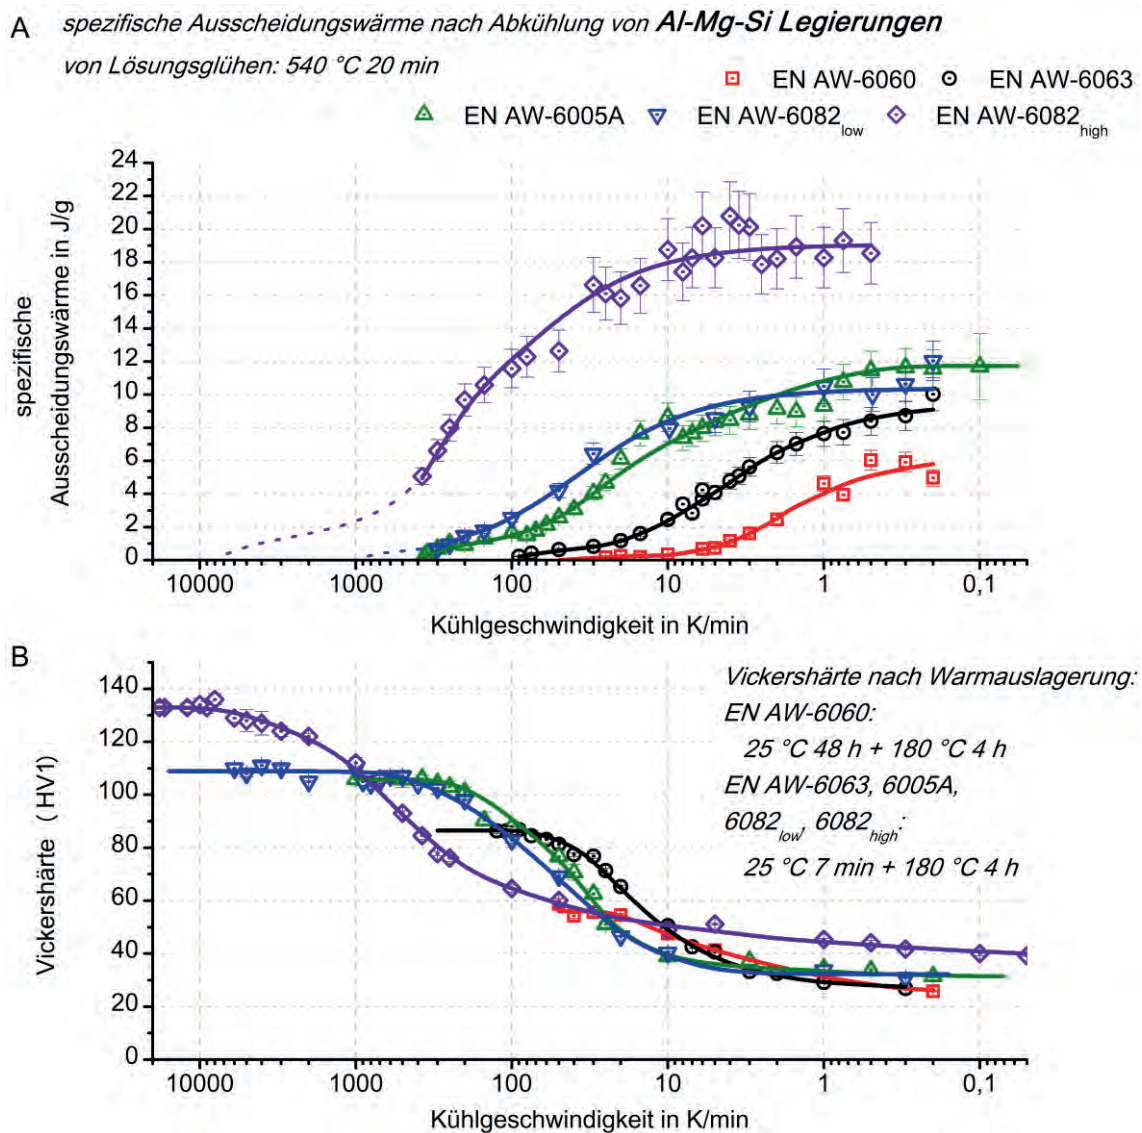 A
spezifische Ausscheidungswärme nach Abkühlung von Al-Mg-Si Legierungen
von Lösungsglühen: 540 °C 20 min
EN AW-6060 EN AW-6063
EN AW-6005A EN AW-6082low EN AW-6082high
spezifische
Ausscheidungswärme in J/g
24
22
20
18
16
14
12
10
8
6
4
2
0
10000 1000 100 10 1 0,1
Kühlgeschwindigkeit in K/min
B
Vickershärte nach Warmauslagerung:
EN AW-6060:
25 °C 48 h + 180 °C 4 h
EN AW-6063, 6005A,
6082low, 6082high:
25 °C 7 min + 180 °C 4 h
Vickershärte (HV1)
140
120
100
80
60
40
20
0
10000 1000 100 10 1 0,1
Kühlgeschwindigkeit in K/min